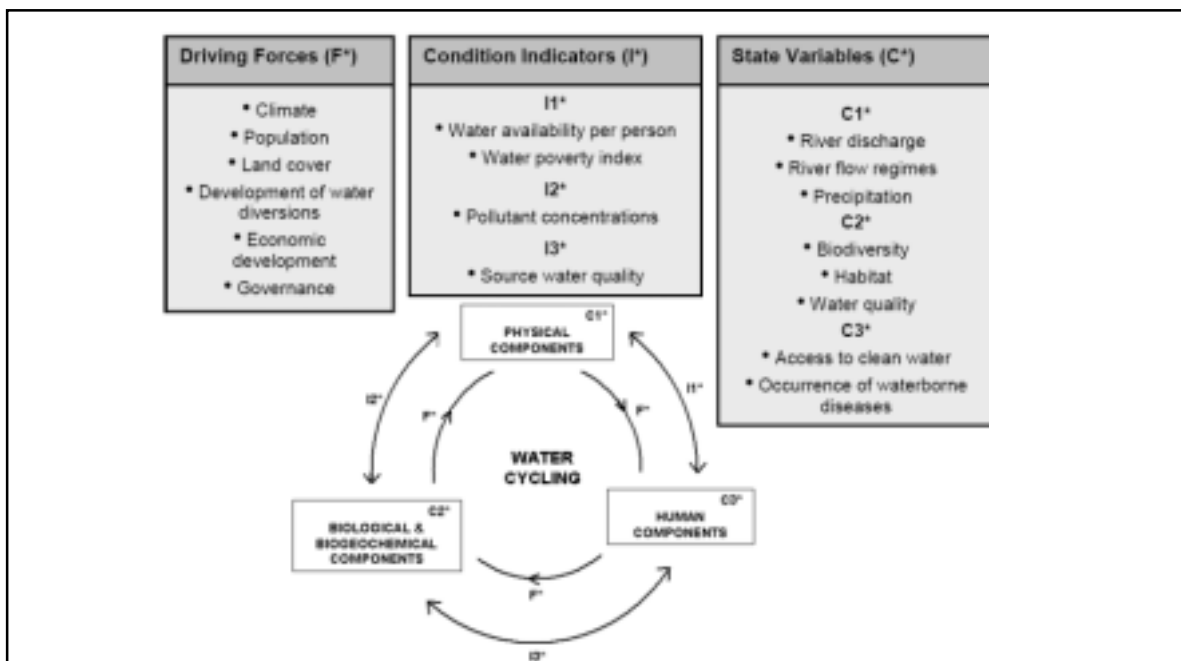 Driving Forces (F*)
• Climate
• Population
• Land cover
• Development of water
diversions
• Economic
development
• Governance
Condition Indicators (I*)
I1*
• Water availability per person
• Water poverty index
I2*
• Pollutant concentrations
I3*
• Source water quality
State Variables (C*)
C1*
• River discharge
• River flow regimes
• Precipitation
C2*
• Biodiversity
• Habitat
• Water quality
C3*
• Access to clean water
• Occurrence of waterborne
diseases
C1*
PHYSICAL
COMPONENTS
I2*
I1*
F*
F*
WATER
CYCLING
C2*
BIOLOGICAL &
BIOGEOCHEMICAL
COMPONENTS
C3*
HUMAN
COMPONENTS
F*
I3*